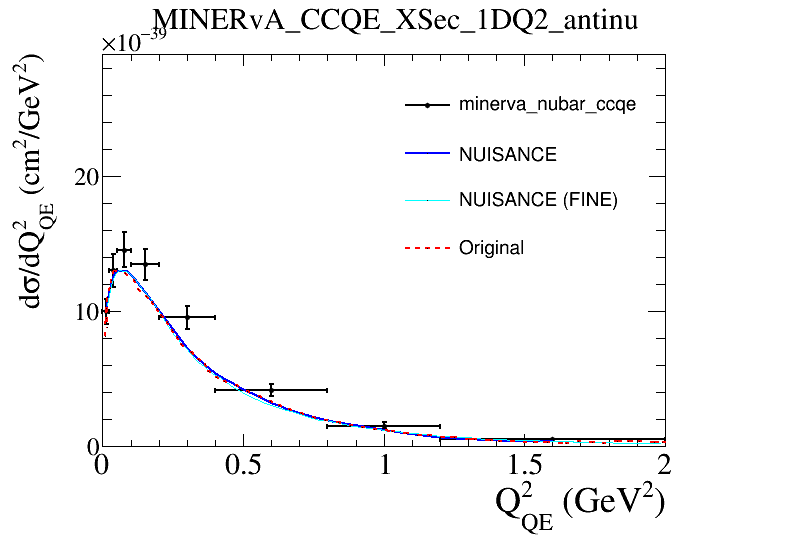 MINERvA_CCQE_XSec_1DQ2_antinu
×10⁻³⁹
dσ/dQ²_QE (cm²/GeV²)
minerva_nubar_ccqe
NUISANCE
NUISANCE (FINE)
Original
20
10
0
0 0.5 1 1.5 2
Q²_QE (GeV²)